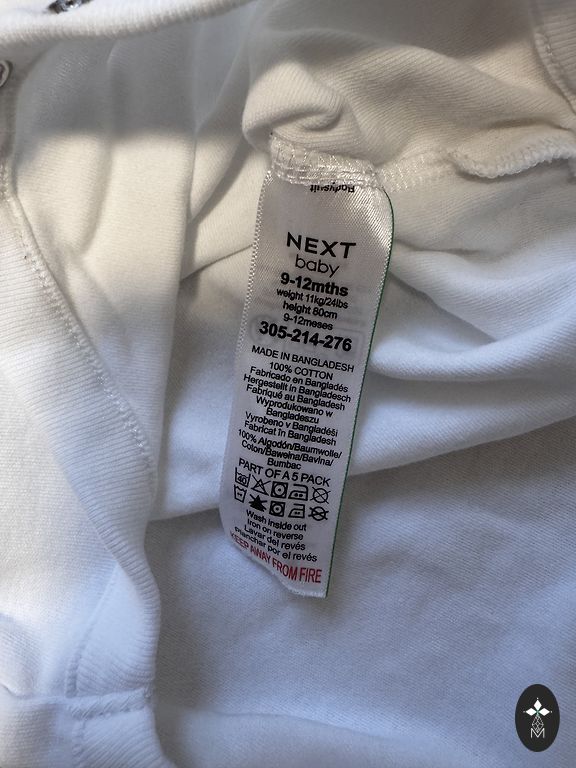 Bodysuit
NEXT
baby
9-12mths
weight 11kg/24lbs
height 80cm
9-12meses
305-214-276
MADE IN BANGLADESH
100% COTTON
Fabricado en Bangladés
Hergestellt in Bangladesch
Fabriqué au Bangladesh
Wyprodukowano w
Bangladeszu
Vyrobeno v Bangladéši
Fabricat în Bangladesh
100% Algodón/Baumwolle/
Coton/Bawełna/Bavlna/
Bumbac
PART OF A 5 PACK
40
Wash inside out
Iron on reverse
Lavar del revés
Planchar por el revés
KEEP AWAY FROM FIRE
M